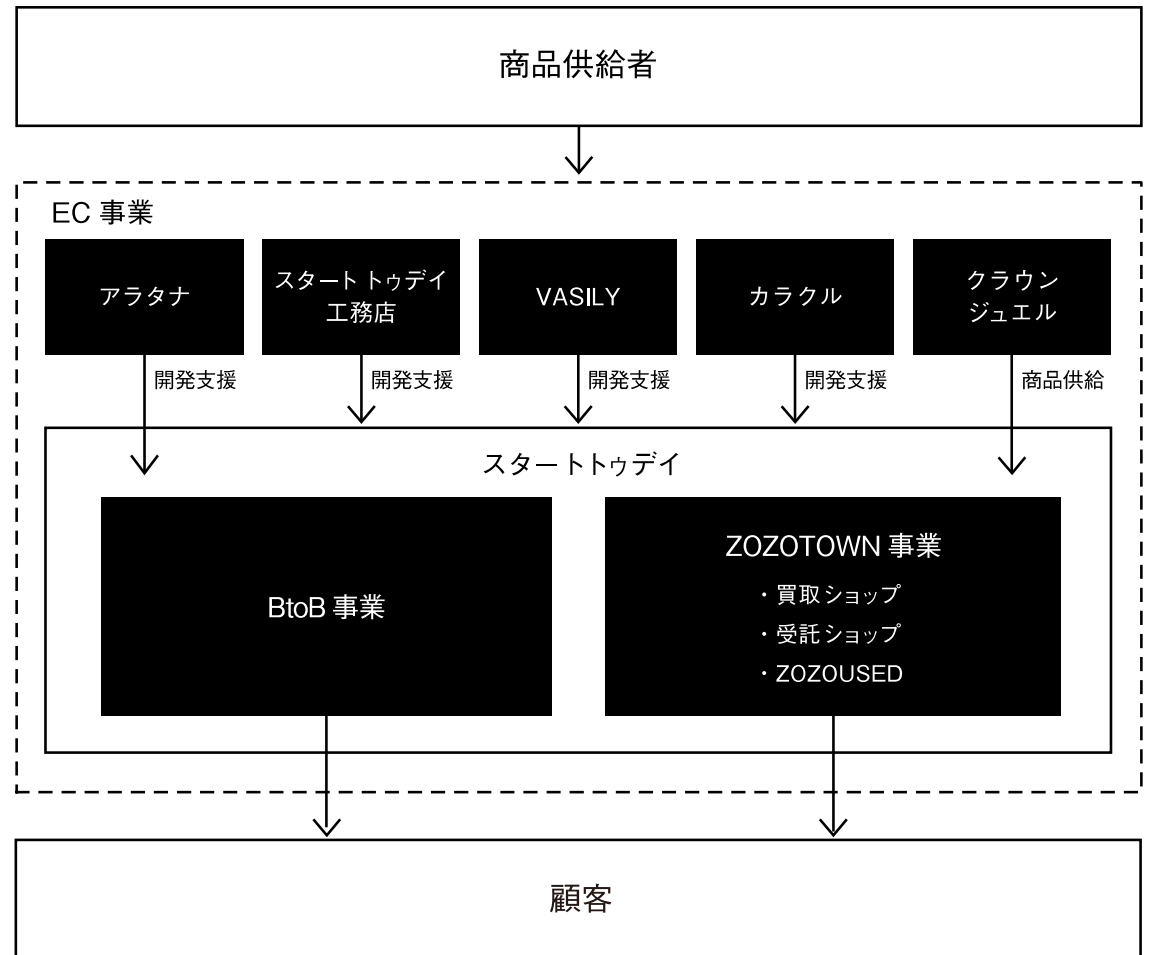 商品供給者
EC 事業
アラタナ
スタートトゥデイ
工務店
VASILY
カラクル
クラウン
ジュエル
開発支援
開発支援
開発支援
開発支援
商品供給
スタートトゥデイ
BtoB 事業
ZOZOTOWN 事業
・買取ショップ
・受託ショップ
・ZOZOUSED
顧客